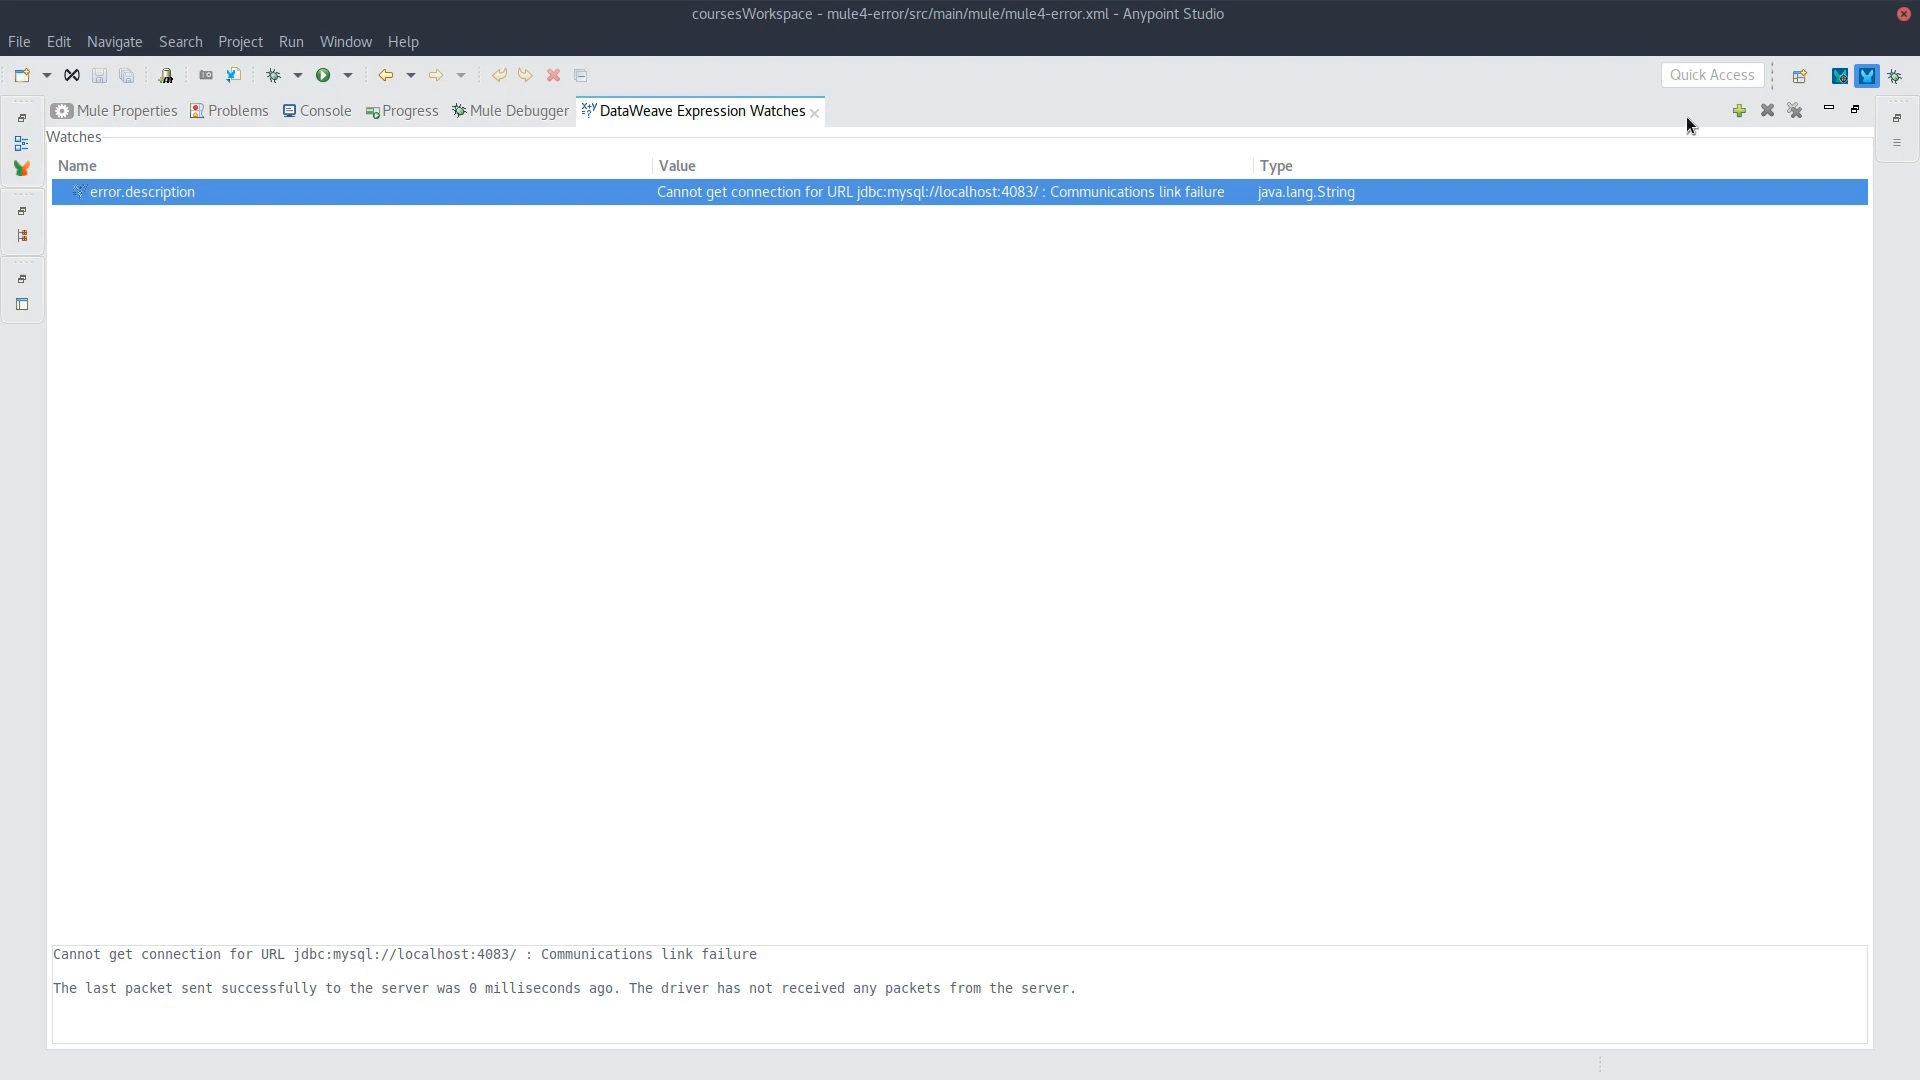 coursesWorkspace - mule4-error/src/main/mule/mule4-error.xml - Anypoint Studio
File Edit Navigate Search Project Run Window Help
Quick Access
Mule Properties Problems Console Progress Mule Debugger DataWeave Expression Watches
Watches
Name Value Type
error.description Cannot get connection for URL jdbc:mysql://localhost:4083/ : Communications link failure java.lang.String
Cannot get connection for URL jdbc:mysql://localhost:4083/ : Communications link failure
The last packet sent successfully to the server was 0 milliseconds ago. The driver has not received any packets from the server.